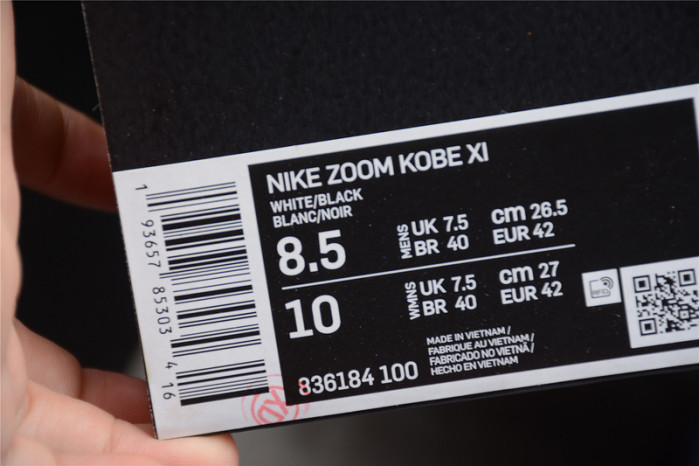 NIKE ZOOM KOBE XI
WHITE/BLACK
BLANC/NOIR
8.5
MENS
UK 7.5 cm 26.5
BR 40 EUR 42
10
WMNS
UK 7.5 cm 27
BR 40 EUR 42
MADE IN VIETNAM/
FABRIQUE AU VIETNAM/
FABRICADO NO VIETNÃ/
HECHO EN VIETNAM
836184 100
1 93657 85303 416
RFID